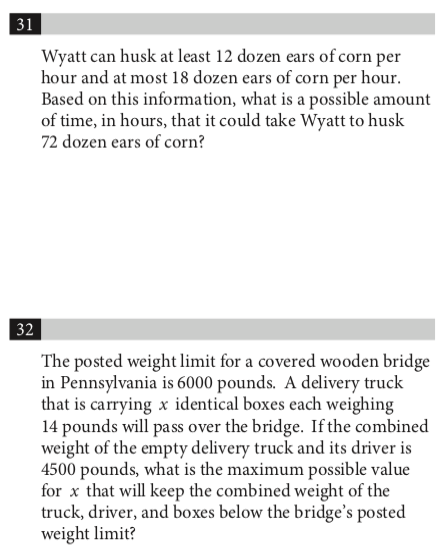 31
Wyatt can husk at least 12 dozen ears of corn per
hour and at most 18 dozen ears of corn per hour.
Based on this information, what is a possible amount
of time, in hours, that it could take Wyatt to husk
72 dozen ears of corn?
32
The posted weight limit for a covered wooden bridge
in Pennsylvania is 6000 pounds. A delivery truck
that is carrying x identical boxes each weighing
14 pounds will pass over the bridge. If the combined
weight of the empty delivery truck and its driver is
4500 pounds, what is the maximum possible value
for x that will keep the combined weight of the
truck, driver, and boxes below the bridge's posted
weight limit?